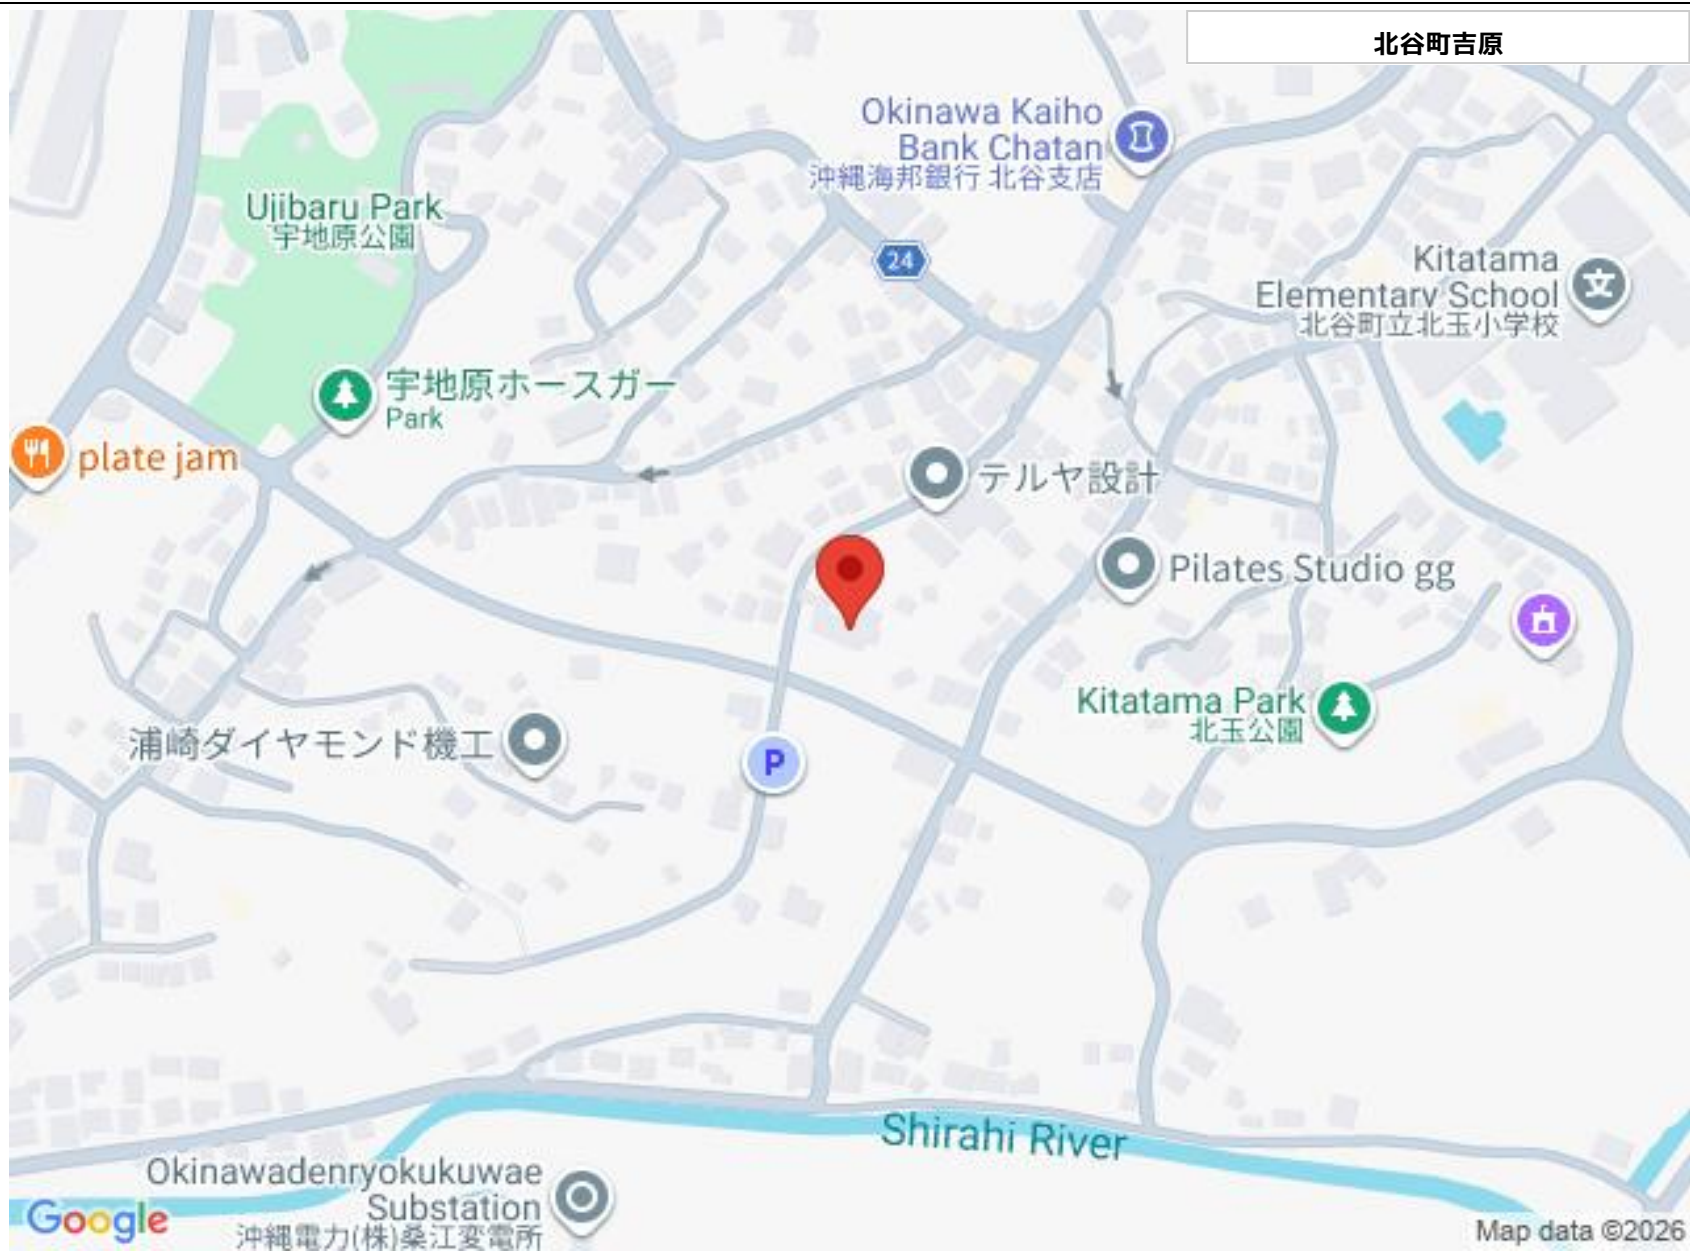 北谷町吉原
Okinawa Kaiho
Bank Chatan
沖縄海邦銀行 北谷支店
Ujibaru Park
宇地原公園
24
Kitatama
Elementary School
北谷町立北玉小学校
宇地原ホースガー
Park
plate jam
テルヤ設計
Pilates Studio gg
Kitatama Park
北玉公園
浦崎ダイヤモンド機工
P
Shirahi River
Okinawadenryokukuwae
Substation
沖縄電力(株)桑江変電所
Google
Map data ©2026